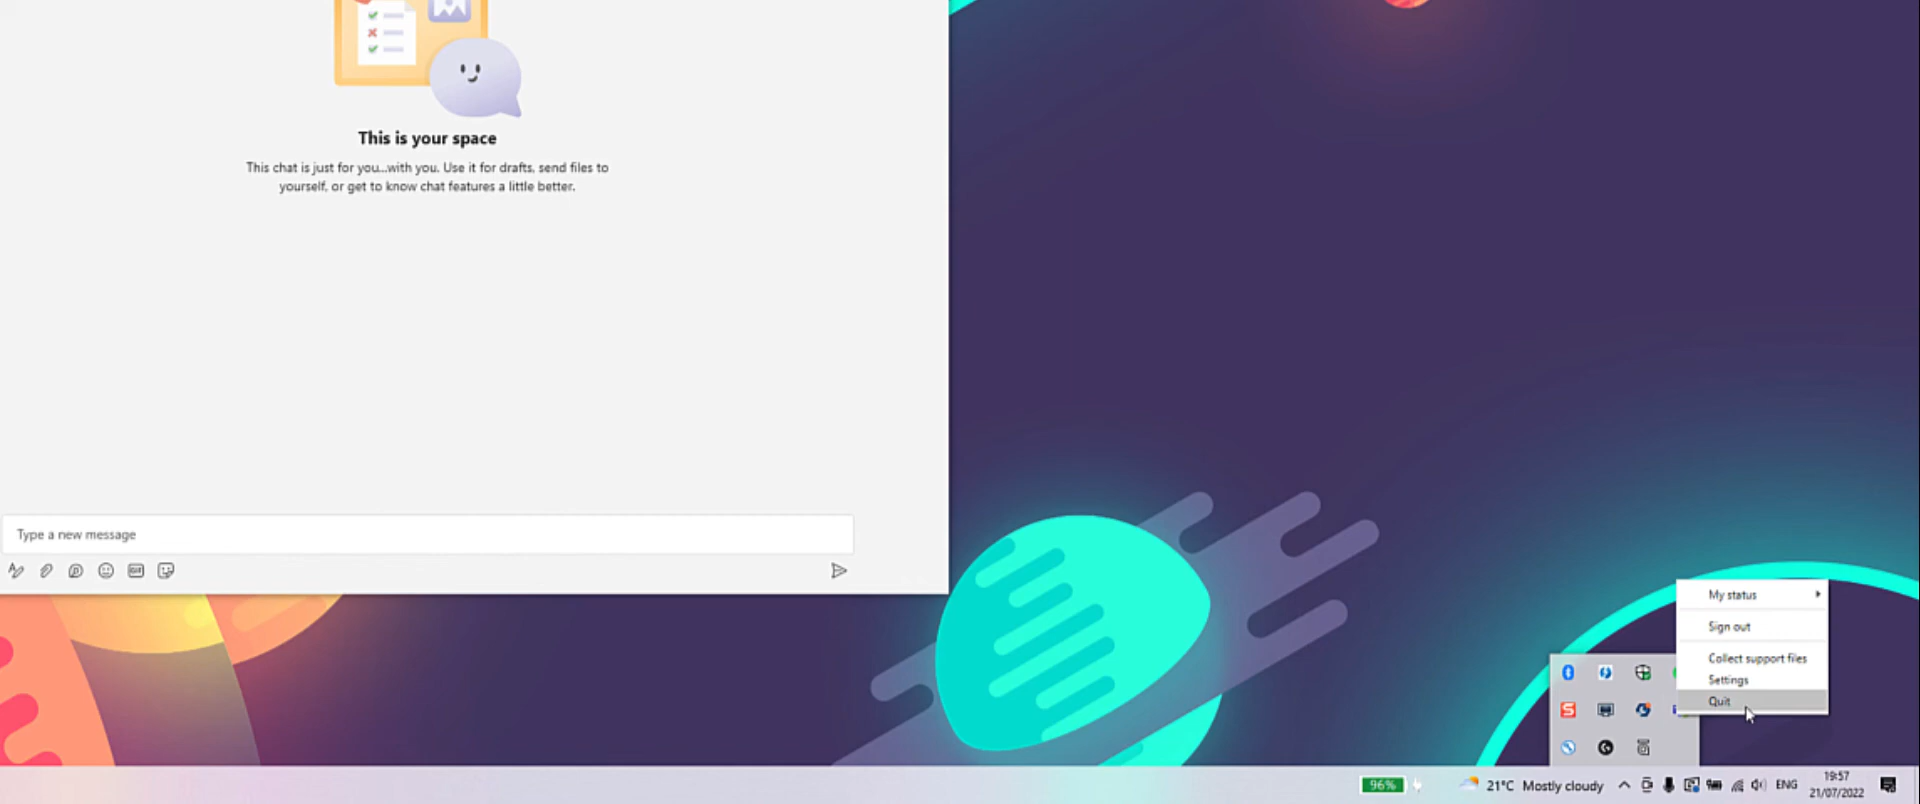 This is your space
This chat is just for you...with you. Use it for drafts, send files to
yourself, or get to know chat features a little better.
Type a new message
GIF
My status
Sign out
Collect support files
Settings
Quit
S
96%
21°C Mostly cloudy
ENG
19:57
21/07/2022